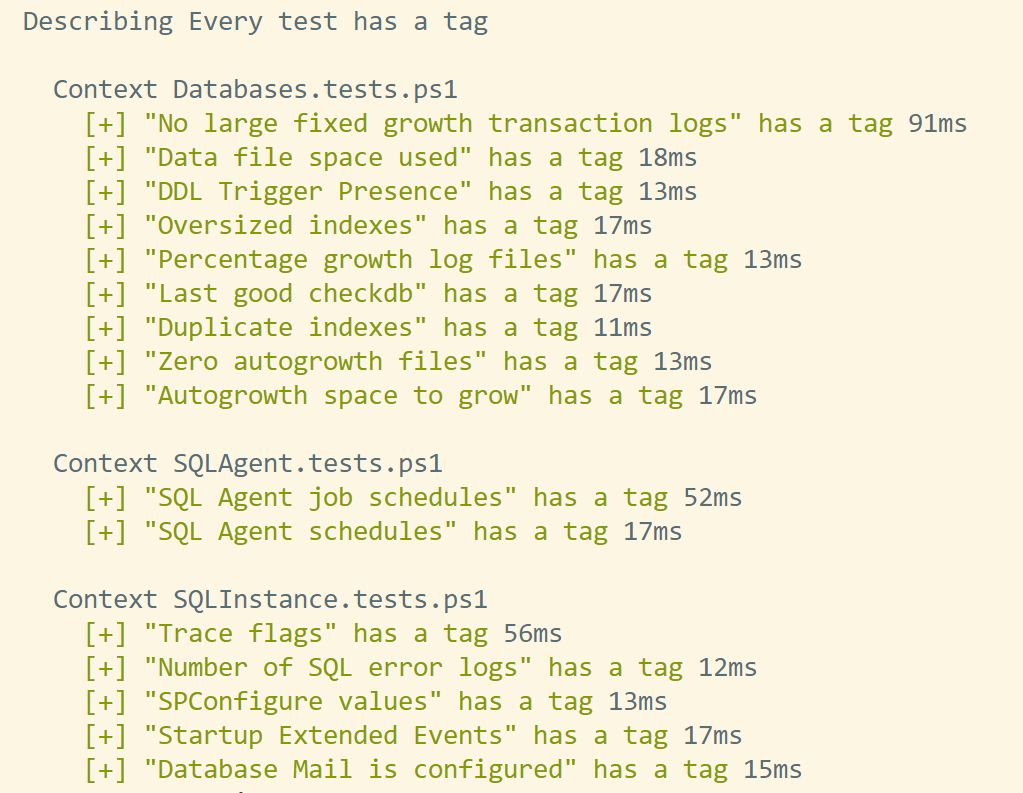 Describing Every test has a tag
Context Databases.tests.ps1
[+] "No large fixed growth transaction logs" has a tag 91ms
[+] "Data file space used" has a tag 18ms
[+] "DDL Trigger Presence" has a tag 13ms
[+] "Oversized indexes" has a tag 17ms
[+] "Percentage growth log files" has a tag 13ms
[+] "Last good checkdb" has a tag 17ms
[+] "Duplicate indexes" has a tag 11ms
[+] "Zero autogrowth files" has a tag 13ms
[+] "Autogrowth space to grow" has a tag 17ms
Context SQLAgent.tests.ps1
[+] "SQL Agent job schedules" has a tag 52ms
[+] "SQL Agent schedules" has a tag 17ms
Context SQLInstance.tests.ps1
[+] "Trace flags" has a tag 56ms
[+] "Number of SQL error logs" has a tag 12ms
[+] "SPConfigure values" has a tag 13ms
[+] "Startup Extended Events" has a tag 17ms
[+] "Database Mail is configured" has a tag 15ms